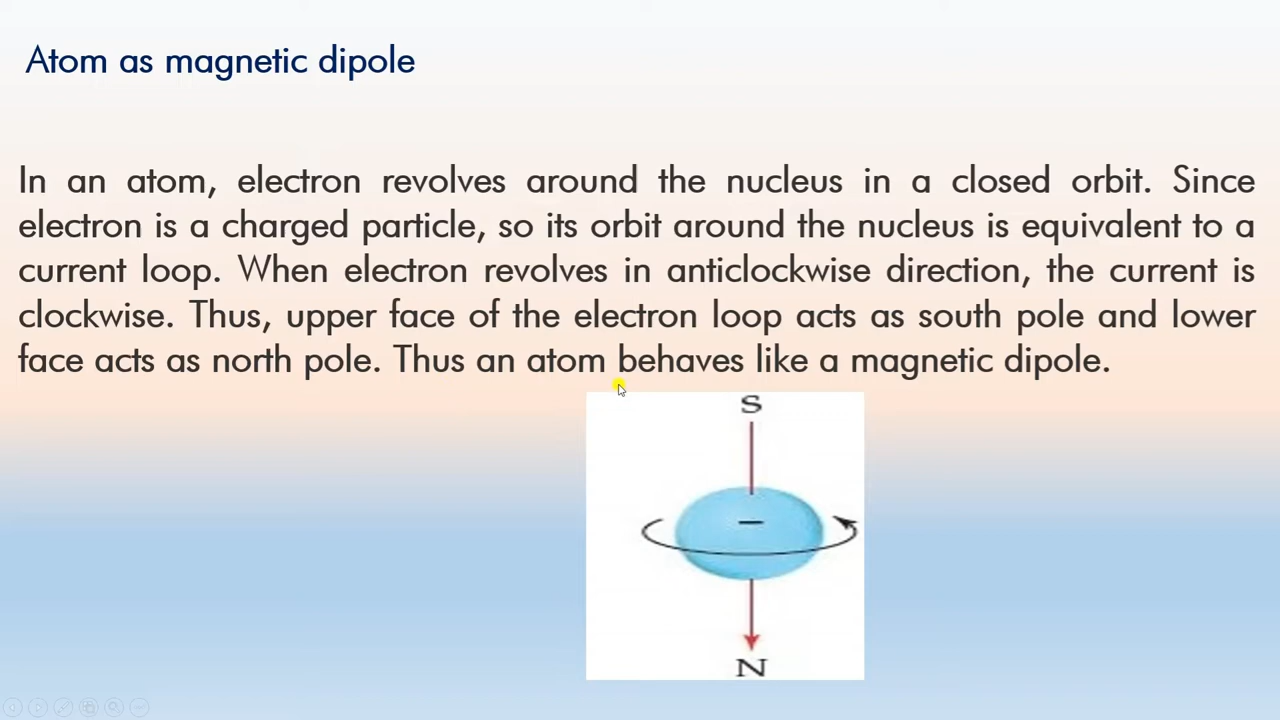 Atom as magnetic dipole
In an atom, electron revolves around the nucleus in a closed orbit. Since
electron is a charged particle, so its orbit around the nucleus is equivalent to a
current loop. When electron revolves in anticlockwise direction, the current is
clockwise. Thus, upper face of the electron loop acts as south pole and lower
face acts as north pole. Thus an atom behaves like a magnetic dipole.
S
−
N